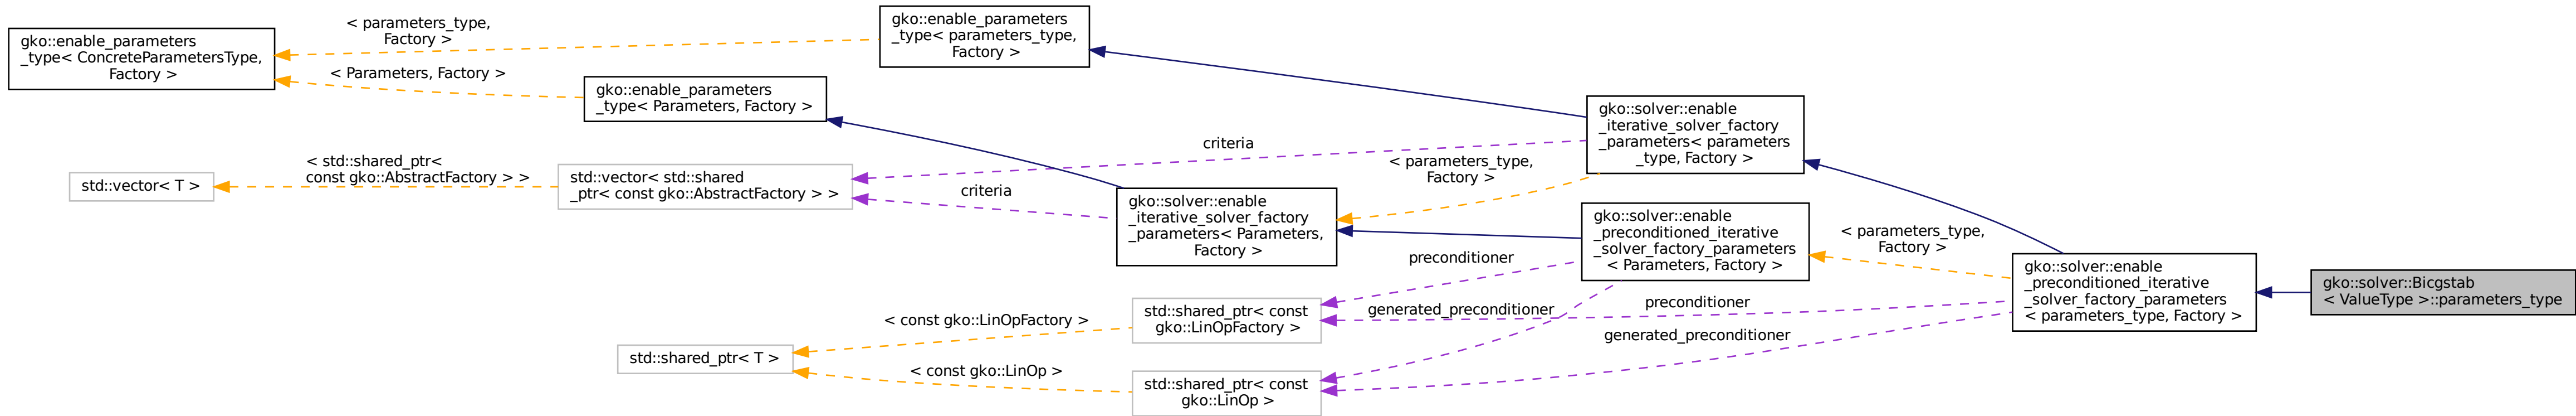 gko::enable_parameters
_type< ConcreteParametersType,
Factory >
< parameters_type,
Factory >
< Parameters, Factory >
gko::enable_parameters
_type< parameters_type,
Factory >
gko::enable_parameters
_type< Parameters, Factory >
std::vector< T >
< std::shared_ptr<
const gko::AbstractFactory > >
std::vector< std::shared
_ptr< const gko::AbstractFactory > >
criteria
criteria
gko::solver::enable
_iterative_solver_factory
_parameters< parameters
_type, Factory >
< parameters_type,
Factory >
gko::solver::enable
_iterative_solver_factory
_parameters< Parameters,
Factory >
gko::solver::enable
_preconditioned_iterative
_solver_factory_parameters
< Parameters, Factory >
< parameters_type,
Factory >
gko::solver::enable
_preconditioned_iterative
_solver_factory_parameters
< parameters_type, Factory >
gko::solver::Bicgstab
< ValueType >::parameters_type
preconditioner
generated_preconditioner
preconditioner
generated_preconditioner
std::shared_ptr< const
gko::LinOpFactory >
< const gko::LinOpFactory >
std::shared_ptr< T >
< const gko::LinOp >
std::shared_ptr< const
gko::LinOp >